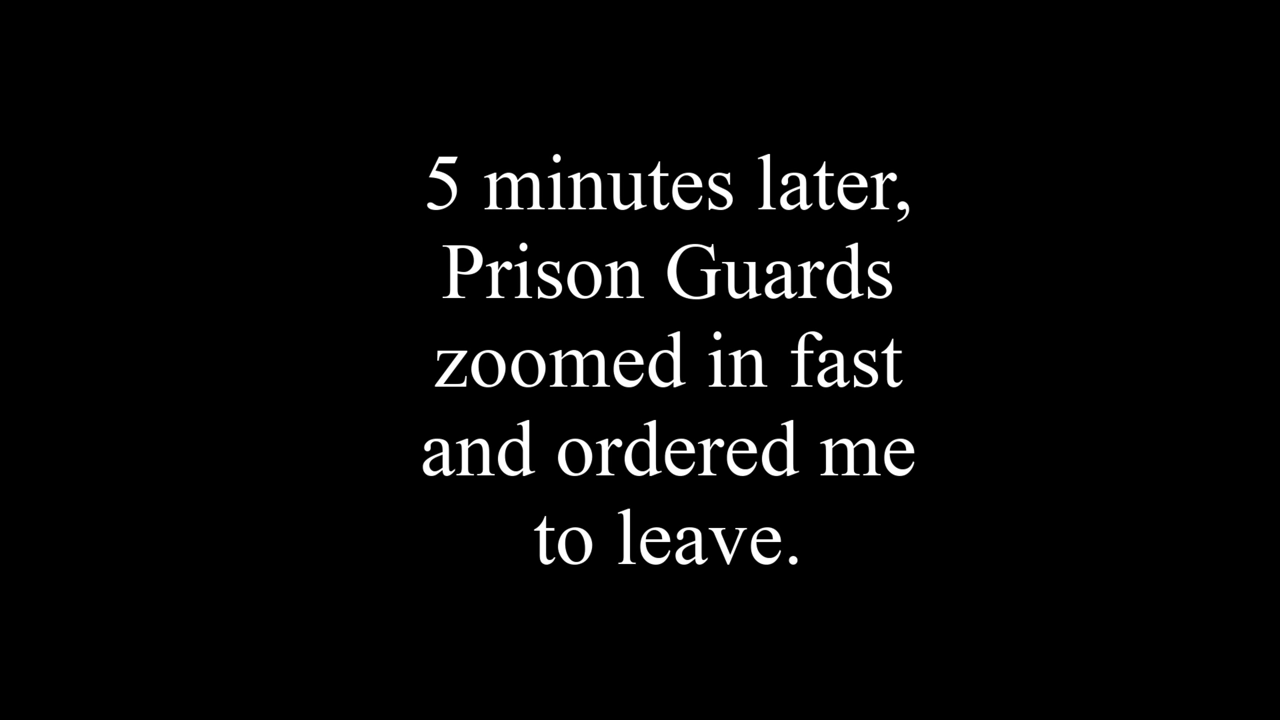 5 minutes later,
Prison Guards
zoomed in fast
and ordered me
to leave.